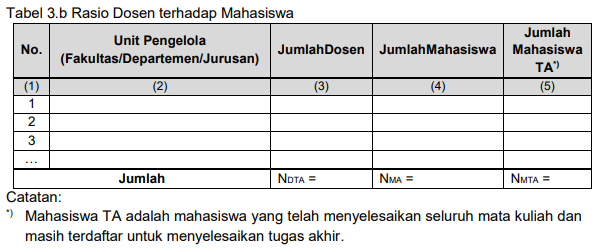 Tabel 3.b Rasio Dosen terhadap Mahasiswa
No. Unit Pengelola (Fakultas/Departemen/Jurusan) JumlahDosen JumlahMahasiswa Jumlah Mahasiswa TA*)
(1) (2) (3) (4) (5)
1
2
3
…
Jumlah NDTA = NMA = NMTA =
Catatan:
*) Mahasiswa TA adalah mahasiswa yang telah menyelesaikan seluruh mata kuliah dan
masih terdaftar untuk menyelesaikan tugas akhir.